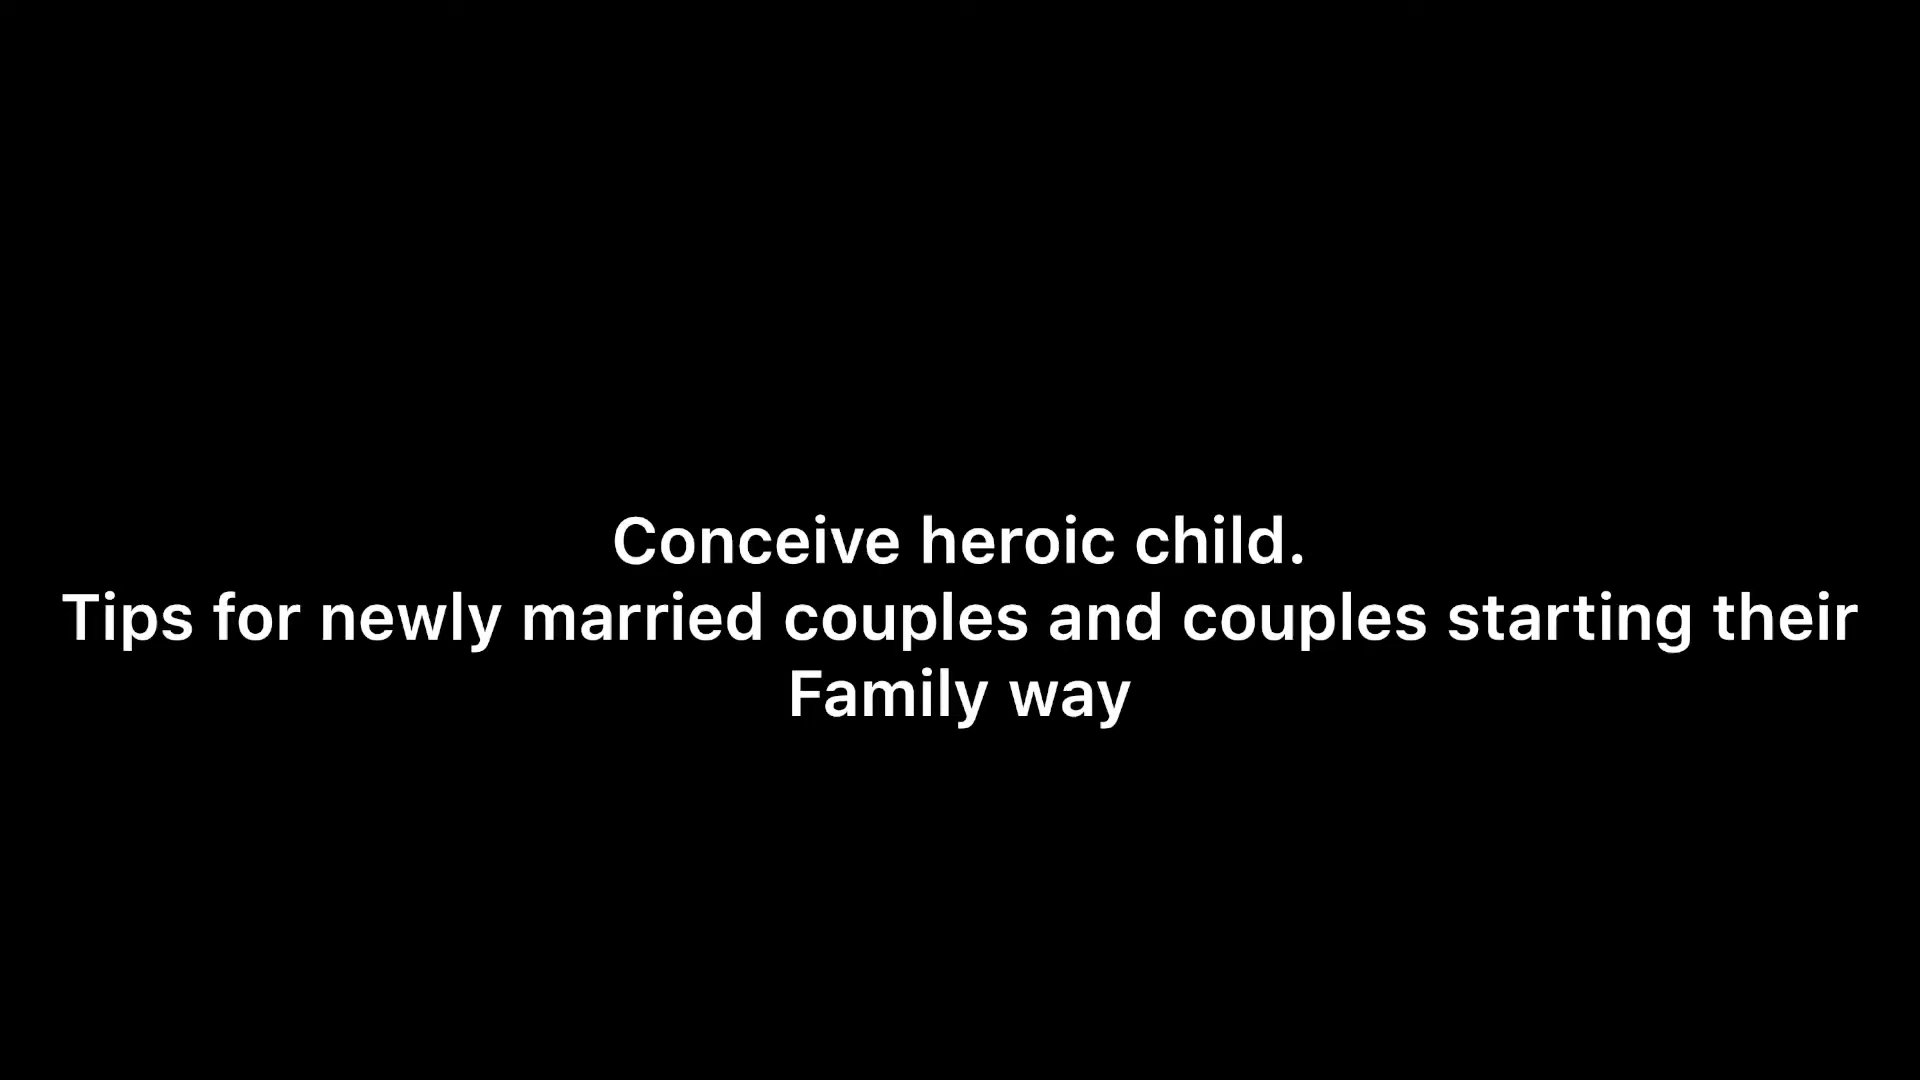 Conceive heroic child.
Tips for newly married couples and couples starting their
Family way